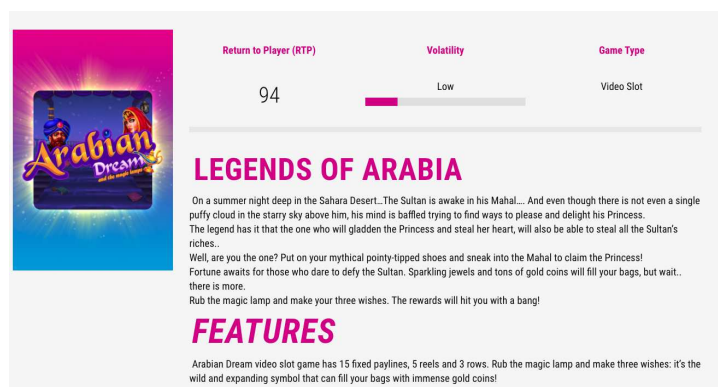 Return to Player (RTP)
Volatility
Game Type
94
Low
Video Slot
Arabian
Dream
and the magic lamp
LEGENDS OF ARABIA
On a summer night deep in the Sahara Desert…The Sultan is awake in his Mahal…. And even though there is not even a single
puffy cloud in the starry sky above him, his mind is baffled trying to find ways to please and delight his Princess.
The legend has it that the one who will gladden the Princess and steal her heart, will also be able to steal all the Sultan’s
riches..
Well, are you the one? Put on your mythical pointy-tipped shoes and sneak into the Mahal to claim the Princess!
Fortune awaits for those who dare to defy the Sultan. Sparkling jewels and tons of gold coins will fill your bags, but wait..
there is more.
Rub the magic lamp and make your three wishes. The rewards will hit you with a bang!
FEATURES
Arabian Dream video slot game has 15 fixed paylines, 5 reels and 3 rows. Rub the magic lamp and make three wishes: it’s the
wild and expanding symbol that can fill your bags with immense gold coins!